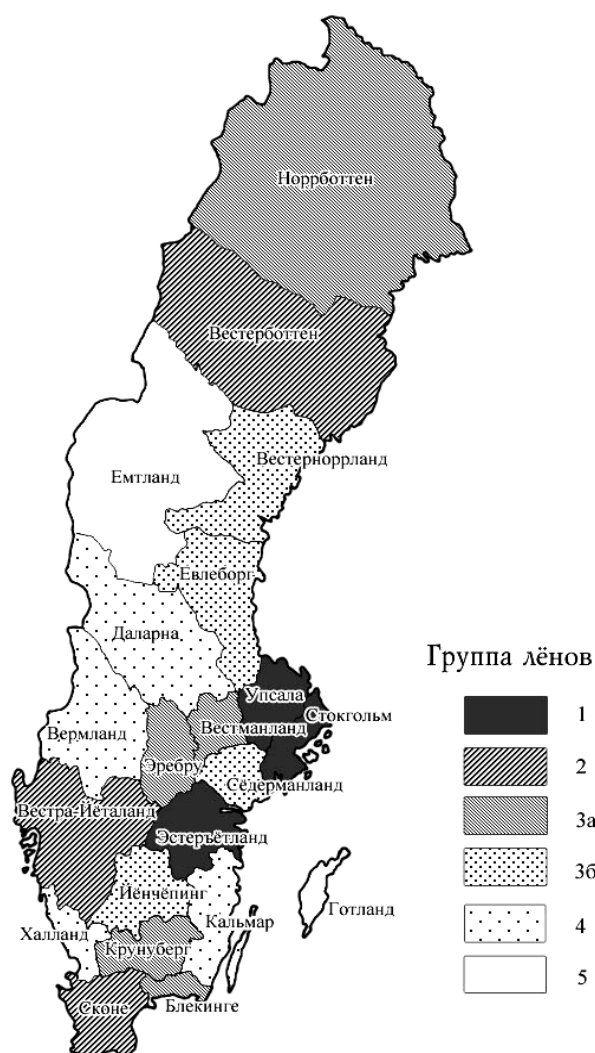 Норрботтен
Вестерботтен
Вестерноррланд
Емтланд
Евлеборг
Даларна
Группа лёнов
Упсала
1
Стокгольм
Вестманланд
Вермланд
Эребру
2
Сёдерманланд
Вестра-Йёталанд
3а
Эстеръётланд
3б
Йёнчёпинг
Готланд
Кальмар
4
Халланд
Крунуберг
5
Сконе
Блекинге